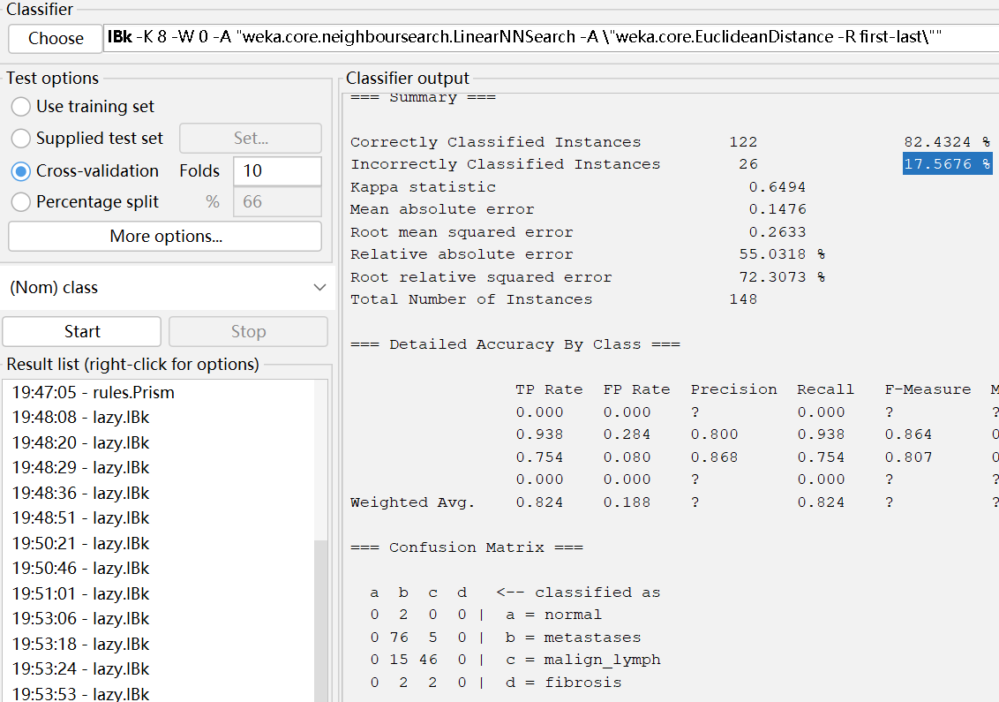 Classifier
Choose IBk -K 8 -W 0 -A "weka.core.neighboursearch.LinearNNSearch -A \"weka.core.EuclideanDistance -R first-last\""
Test options
Use training set
Supplied test set Set...
Cross-validation Folds 10
Percentage split % 66
More options...
(Nom) class
Start Stop
Result list (right-click for options)
19:47:05 - rules.Prism
19:48:08 - lazy.IBk
19:48:20 - lazy.IBk
19:48:29 - lazy.IBk
19:48:36 - lazy.IBk
19:48:51 - lazy.IBk
19:50:21 - lazy.IBk
19:50:46 - lazy.IBk
19:51:01 - lazy.IBk
19:53:06 - lazy.IBk
19:53:18 - lazy.IBk
19:53:24 - lazy.IBk
19:53:53 - lazy.IBk
Classifier output
=== Summary ===
Correctly Classified Instances 122 82.4324 %
Incorrectly Classified Instances 26 17.5676 %
Kappa statistic 0.6494
Mean absolute error 0.1476
Root mean squared error 0.2633
Relative absolute error 55.0318 %
Root relative squared error 72.3073 %
Total Number of Instances 148
=== Detailed Accuracy By Class ===
TP Rate FP Rate Precision Recall F-Measure M
0.000 0.000 ? 0.000 ? ?
0.938 0.284 0.800 0.938 0.864 0
0.754 0.080 0.868 0.754 0.807 0
0.000 0.000 ? 0.000 ? ?
Weighted Avg. 0.824 0.188 ? 0.824 ? ?
=== Confusion Matrix ===
a b c d <-- classified as
0 2 0 0 | a = normal
0 76 5 0 | b = metastases
0 15 46 0 | c = malign_lymph
0 2 2 0 | d = fibrosis